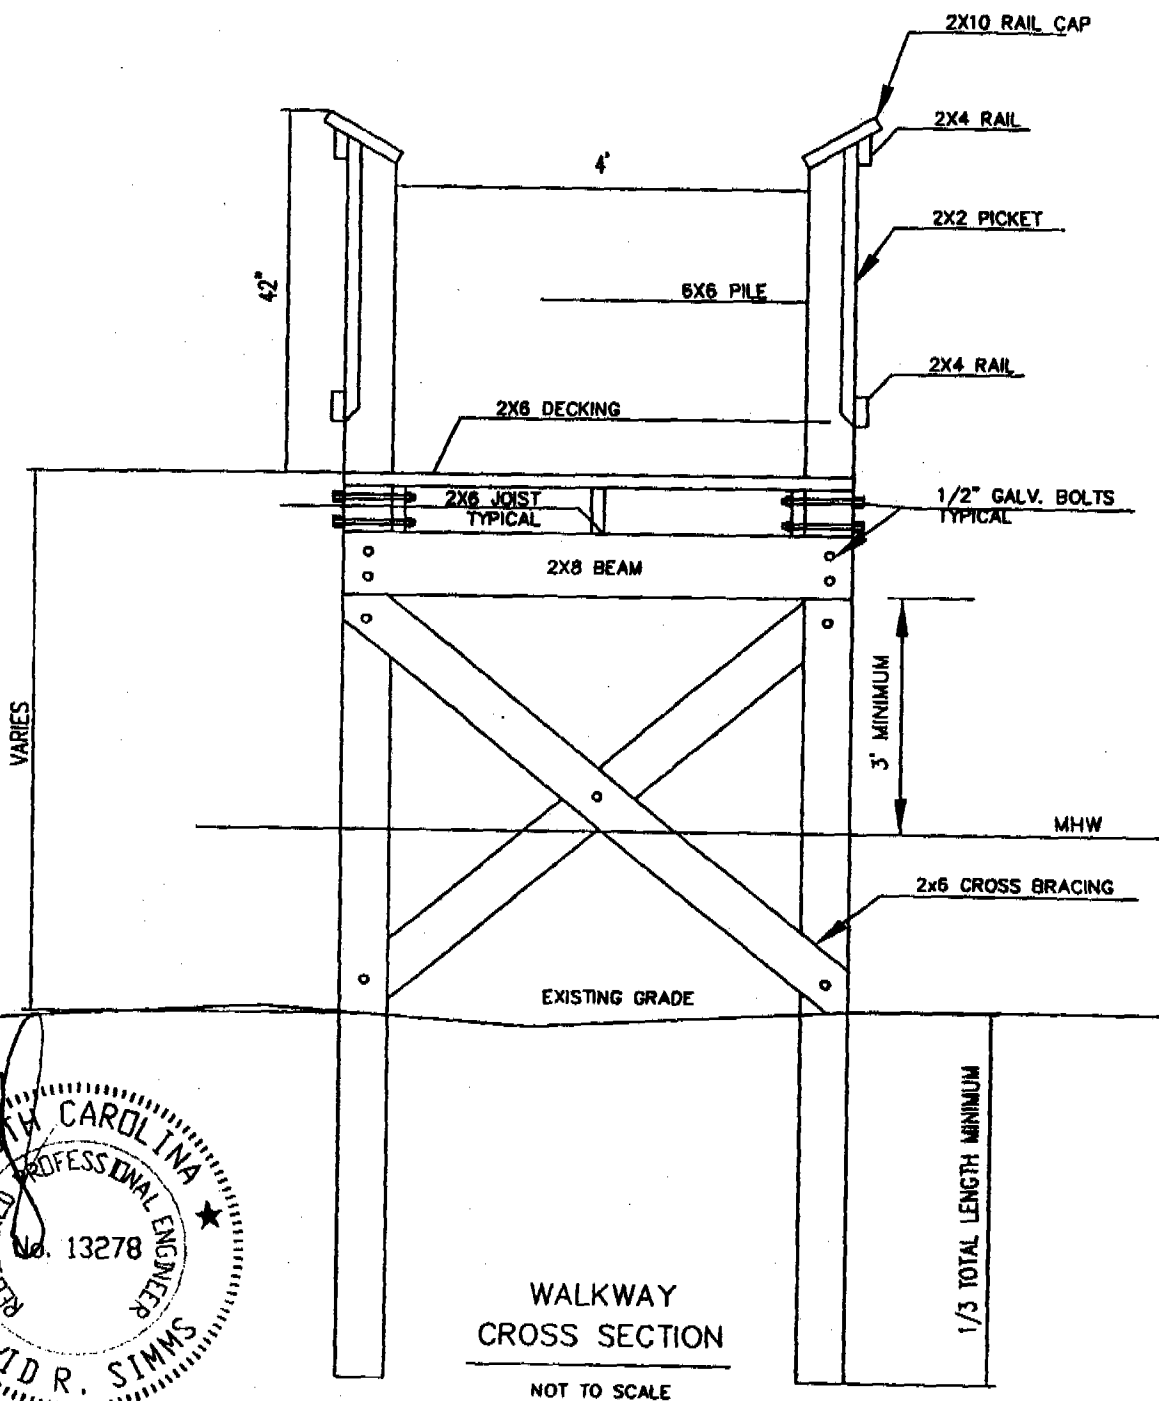 2X10 RAIL CAP
2X4 RAIL
4'
2X2 PICKET
42"
6X6 PILE
2X4 RAIL
2X6 DECKING
2X6 JOIST
TYPICAL
1/2" GALV. BOLTS
TYPICAL
2X8 BEAM
VARIES
3' MINIMUM
MHW
2x6 CROSS BRACING
EXISTING GRADE
1/3 TOTAL LENGTH MINIMUM
CAROLINA
PROFESSIONAL ENGINEER
No. 13278
R. SIMMS
WALKWAY
CROSS SECTION
NOT TO SCALE